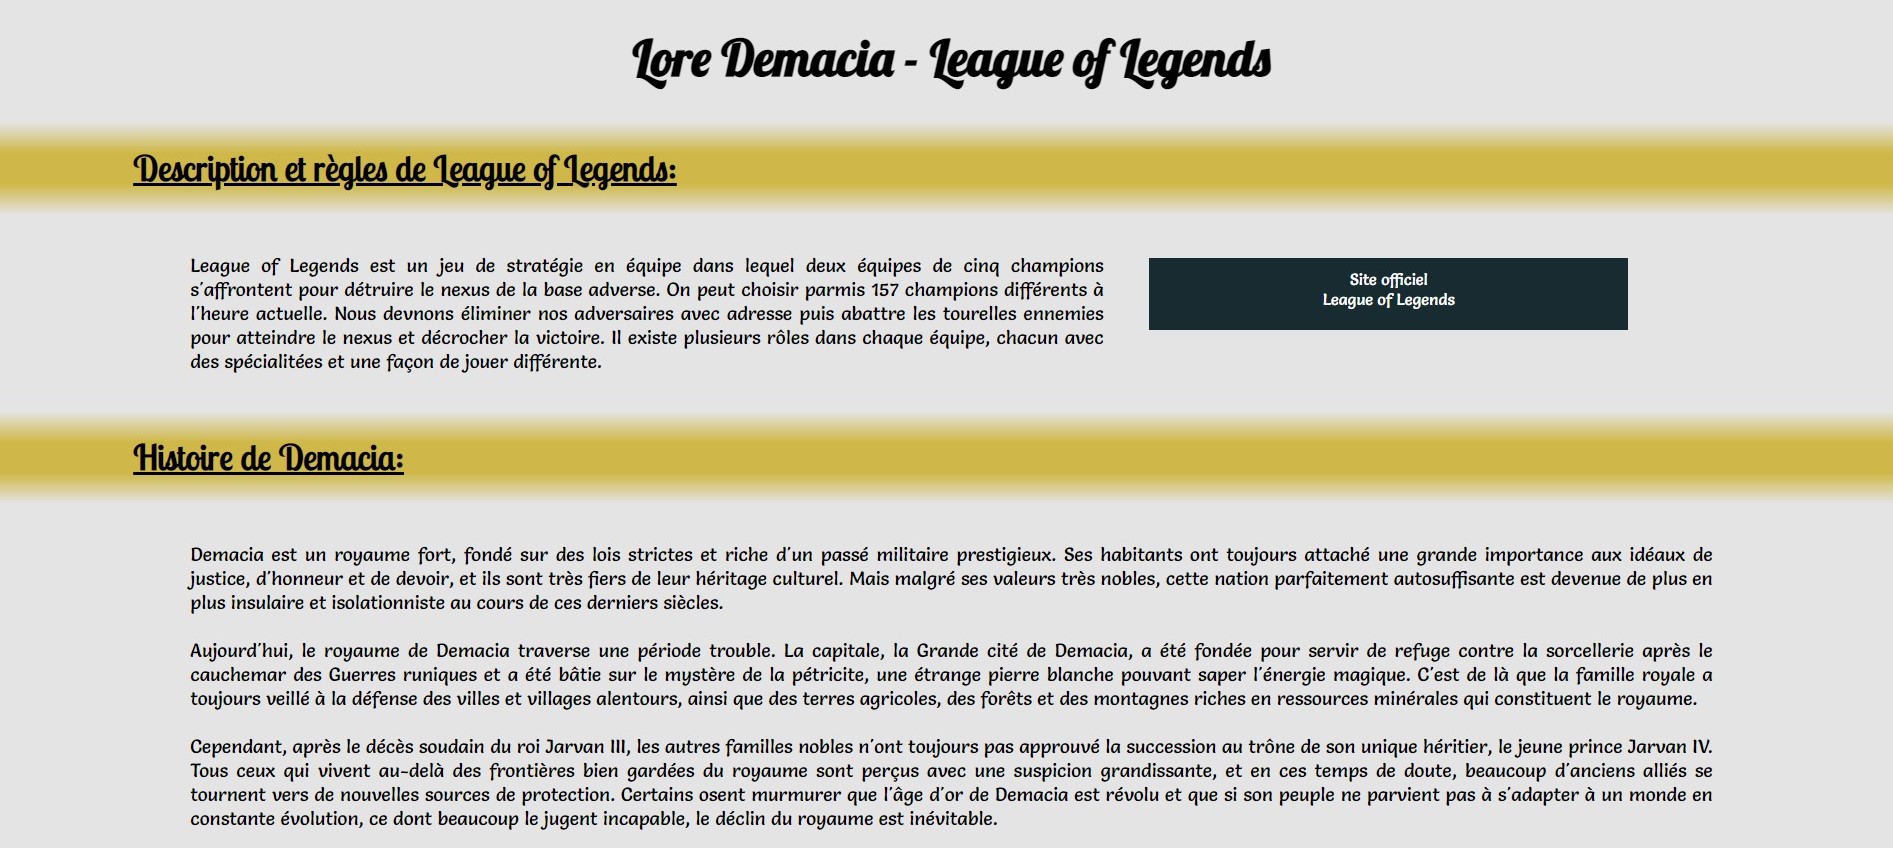 Lore Demacia - League of Legends
Description et règles de League of Legends:
League of Legends est un jeu de stratégie en équipe dans lequel deux équipes de cinq champions
s'affrontent pour détruire le nexus de la base adverse. On peut choisir parmis 157 champions différents à
l'heure actuelle. Nous devnons éliminer nos adversaires avec adresse puis abattre les tourelles ennemies
pour atteindre le nexus et décrocher la victoire. Il existe plusieurs rôles dans chaque équipe, chacun avec
des spécialitées et une façon de jouer différente.
Site officiel
League of Legends
Histoire de Demacia:
Demacia est un royaume fort, fondé sur des lois strictes et riche d'un passé militaire prestigieux. Ses habitants ont toujours attaché une grande importance aux idéaux de
justice, d'honneur et de devoir, et ils sont très fiers de leur héritage culturel. Mais malgré ses valeurs très nobles, cette nation parfaitement autosuffisante est devenue de plus en
plus insulaire et isolationniste au cours de ces derniers siècles.
Aujourd'hui, le royaume de Demacia traverse une période trouble. La capitale, la Grande cité de Demacia, a été fondée pour servir de refuge contre la sorcellerie après le
cauchemar des Guerres runiques et a été bâtie sur le mystère de la pétricite, une étrange pierre blanche pouvant saper l'énergie magique. C'est de là que la famille royale a
toujours veillé à la défense des villes et villages alentours, ainsi que des terres agricoles, des forêts et des montagnes riches en ressources minérales qui constituent le royaume.
Cependant, après le décès soudain du roi Jarvan III, les autres familles nobles n'ont toujours pas approuvé la succession au trône de son unique héritier, le jeune prince Jarvan IV.
Tous ceux qui vivent au-delà des frontières bien gardées du royaume sont perçus avec une suspicion grandissante, et en ces temps de doute, beaucoup d'anciens alliés se
tournent vers de nouvelles sources de protection. Certains osent murmurer que l'âge d'or de Demacia est révolu et que si son peuple ne parvient pas à s'adapter à un monde en
constante évolution, ce dont beaucoup le jugent incapable, le déclin du royaume est inévitable.